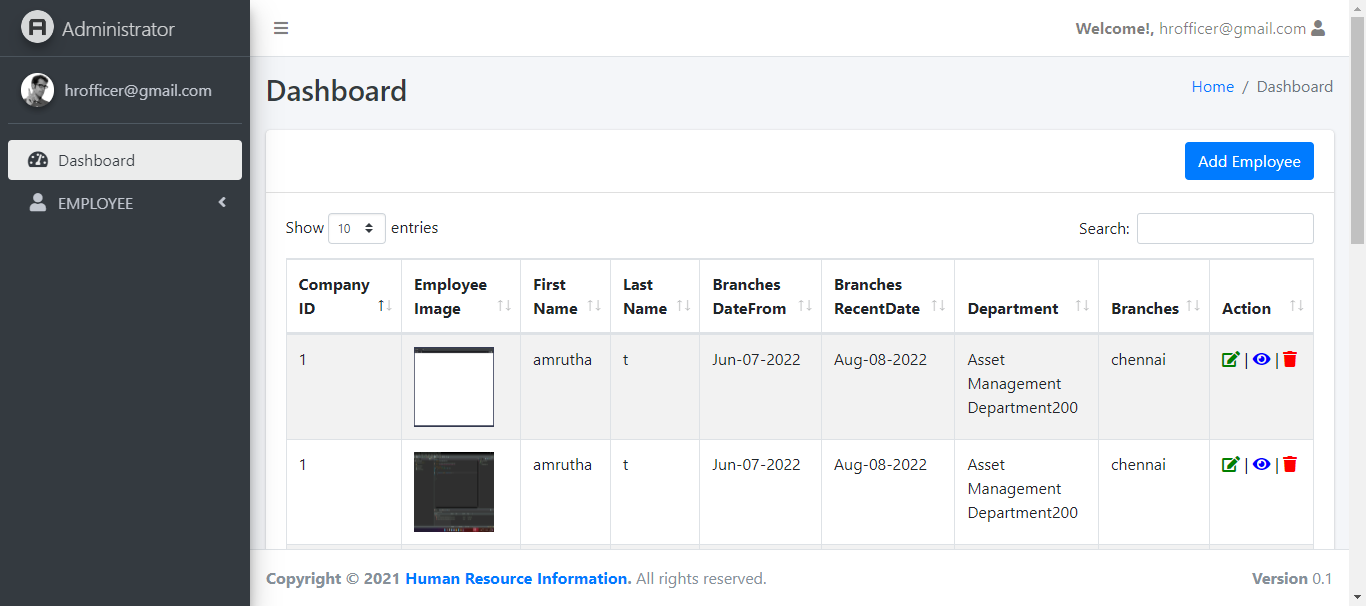 Administrator
Welcome!, hrofficer@gmail.com
hrofficer@gmail.com
Dashboard
Home / Dashboard
Dashboard
EMPLOYEE
Add Employee
Show 10 entries
Search:
Company ID
Employee Image
First Name
Last Name
Branches DateFrom
Branches RecentDate
Department
Branches
Action
1
amrutha
t
Jun-07-2022
Aug-08-2022
Asset
Management
Department200
chennai
| |
1
amrutha
t
Jun-07-2022
Aug-08-2022
Asset
Management
Department200
chennai
| |
Copyright © 2021 Human Resource Information. All rights reserved.
Version 0.1